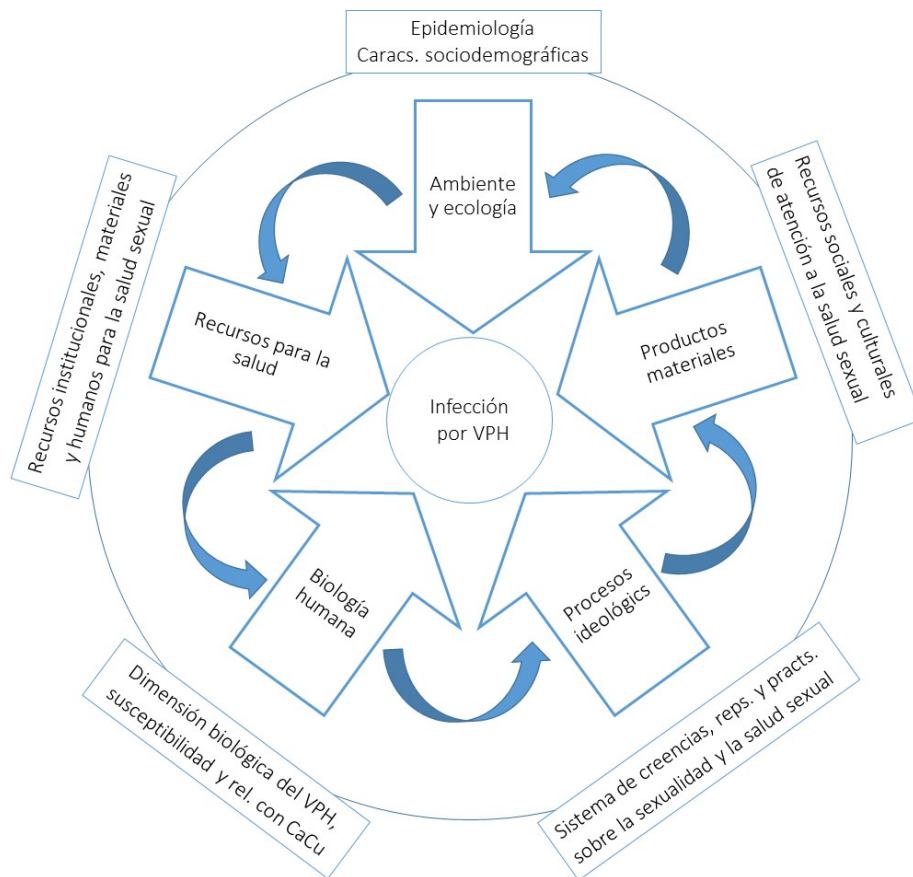 Epidemiología
Caracs. sociodemográficas
Ambiente
y ecología
Recursos sociales y culturales
de atención a la salud sexual
Productos
materiales
Sistema de creencias, reps. y practs.
sobre la sexualidad y la salud sexual
Procesos
ideológics
Dimensión biológica del VPH,
susceptibilidad y rel. con CaCu
Biología
humana
Recursos institucionales, materiales
y humanos para la salud sexual
Recursos para la
salud
Infección
por VPH